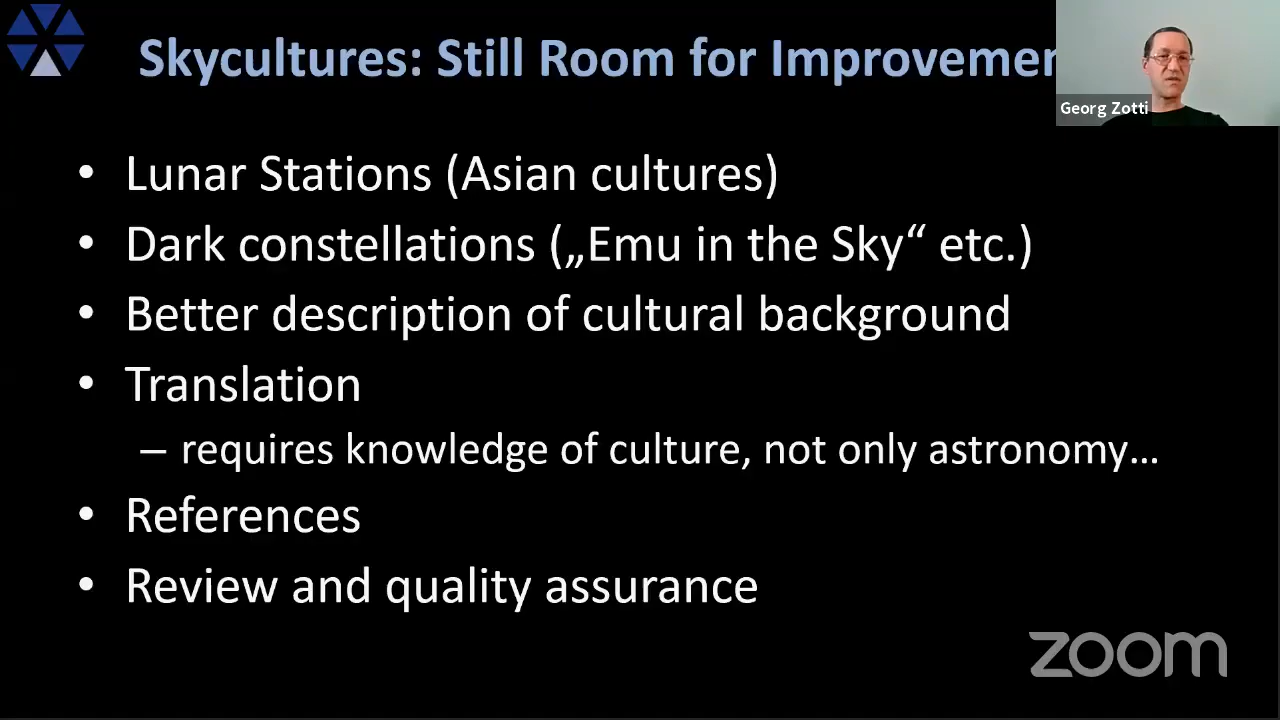 Skycultures: Still Room for Improvemen
Georg Zotti
• Lunar Stations (Asian cultures)
• Dark constellations („Emu in the Sky“ etc.)
• Better description of cultural background
• Translation
– requires knowledge of culture, not only astronomy…
• References
• Review and quality assurance
zoom